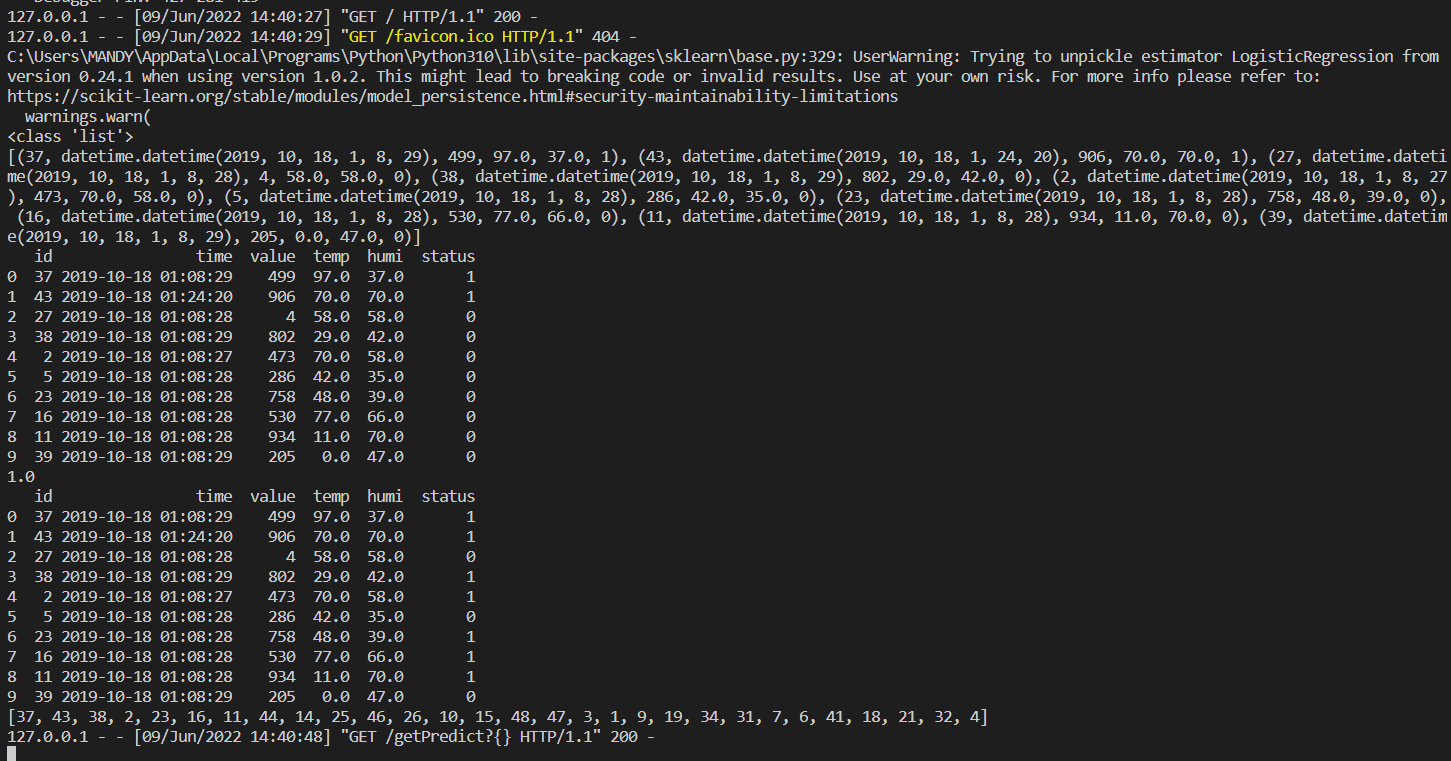 127.0.0.1 - - [09/Jun/2022 14:40:27] "GET / HTTP/1.1" 200 -
127.0.0.1 - - [09/Jun/2022 14:40:29] "GET /favicon.ico HTTP/1.1" 404 -
C:\Users\MANDY\AppData\Local\Programs\Python\Python310\lib\site-packages\sklearn\base.py:329: UserWarning: Trying to unpickle estimator LogisticRegression from
version 0.24.1 when using version 1.0.2. This might lead to breaking code or invalid results. Use at your own risk. For more info please refer to:
https://scikit-learn.org/stable/modules/model_persistence.html#security-maintainability-limitations
  warnings.warn(
<class 'list'>
[(37, datetime.datetime(2019, 10, 18, 1, 8, 29), 499, 97.0, 37.0, 1), (43, datetime.datetime(2019, 10, 18, 1, 24, 20), 906, 70.0, 70.0, 1), (27, datetime.dateti
me(2019, 10, 18, 1, 8, 28), 4, 58.0, 58.0, 0), (38, datetime.datetime(2019, 10, 18, 1, 8, 29), 802, 29.0, 42.0, 0), (2, datetime.datetime(2019, 10, 18, 1, 8, 27
), 473, 70.0, 58.0, 0), (5, datetime.datetime(2019, 10, 18, 1, 8, 28), 286, 42.0, 35.0, 0), (23, datetime.datetime(2019, 10, 18, 1, 8, 28), 758, 48.0, 39.0, 0),
 (16, datetime.datetime(2019, 10, 18, 1, 8, 28), 530, 77.0, 66.0, 0), (11, datetime.datetime(2019, 10, 18, 1, 8, 28), 934, 11.0, 70.0, 0), (39, datetime.datetim
e(2019, 10, 18, 1, 8, 29), 205, 0.0, 47.0, 0)]
   id                time  value  temp  humi  status
0  37 2019-10-18 01:08:29    499  97.0  37.0       1
1  43 2019-10-18 01:24:20    906  70.0  70.0       1
2  27 2019-10-18 01:08:28      4  58.0  58.0       0
3  38 2019-10-18 01:08:29    802  29.0  42.0       0
4   2 2019-10-18 01:08:27    473  70.0  58.0       0
5   5 2019-10-18 01:08:28    286  42.0  35.0       0
6  23 2019-10-18 01:08:28    758  48.0  39.0       0
7  16 2019-10-18 01:08:28    530  77.0  66.0       0
8  11 2019-10-18 01:08:28    934  11.0  70.0       0
9  39 2019-10-18 01:08:29    205   0.0  47.0       0
1.0
   id                time  value  temp  humi  status
0  37 2019-10-18 01:08:29    499  97.0  37.0       1
1  43 2019-10-18 01:24:20    906  70.0  70.0       1
2  27 2019-10-18 01:08:28      4  58.0  58.0       0
3  38 2019-10-18 01:08:29    802  29.0  42.0       1
4   2 2019-10-18 01:08:27    473  70.0  58.0       1
5   5 2019-10-18 01:08:28    286  42.0  35.0       0
6  23 2019-10-18 01:08:28    758  48.0  39.0       1
7  16 2019-10-18 01:08:28    530  77.0  66.0       1
8  11 2019-10-18 01:08:28    934  11.0  70.0       1
9  39 2019-10-18 01:08:29    205   0.0  47.0       0
[37, 43, 38, 2, 23, 16, 11, 44, 14, 25, 46, 26, 10, 15, 48, 47, 3, 1, 9, 19, 34, 31, 7, 6, 41, 18, 21, 32, 4]
127.0.0.1 - - [09/Jun/2022 14:40:48] "GET /getPredict?{} HTTP/1.1" 200 -